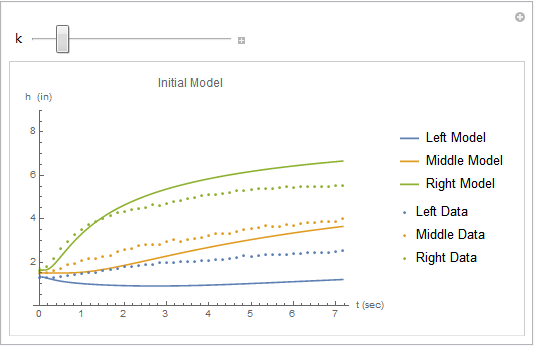 k
Initial Model
h (in)
8
6
4
2
0 1 2 3 4 5 6 7
t (sec)
Left Model
Middle Model
Right Model
Left Data
Middle Data
Right Data